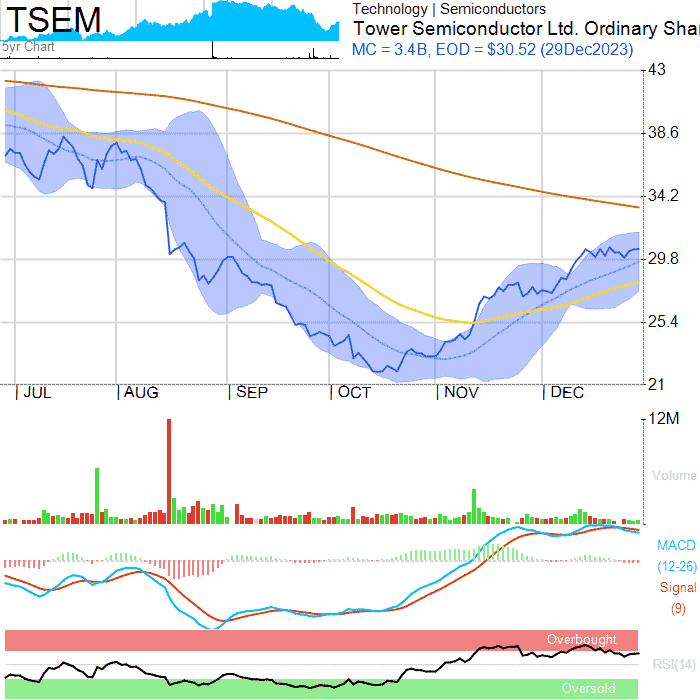 TSEM
5yr Chart
Technology | Semiconductors
Tower Semiconductor Ltd. Ordinary Shar
MC = 3.4B, EOD = $30.52 (29Dec2023)
43
38.6
34.2
29.8
25.4
21
JUL AUG SEP OCT NOV DEC
12M
Volume
MACD
(12-26)
Signal
(9)
Overbought
RSI(14)
Oversold